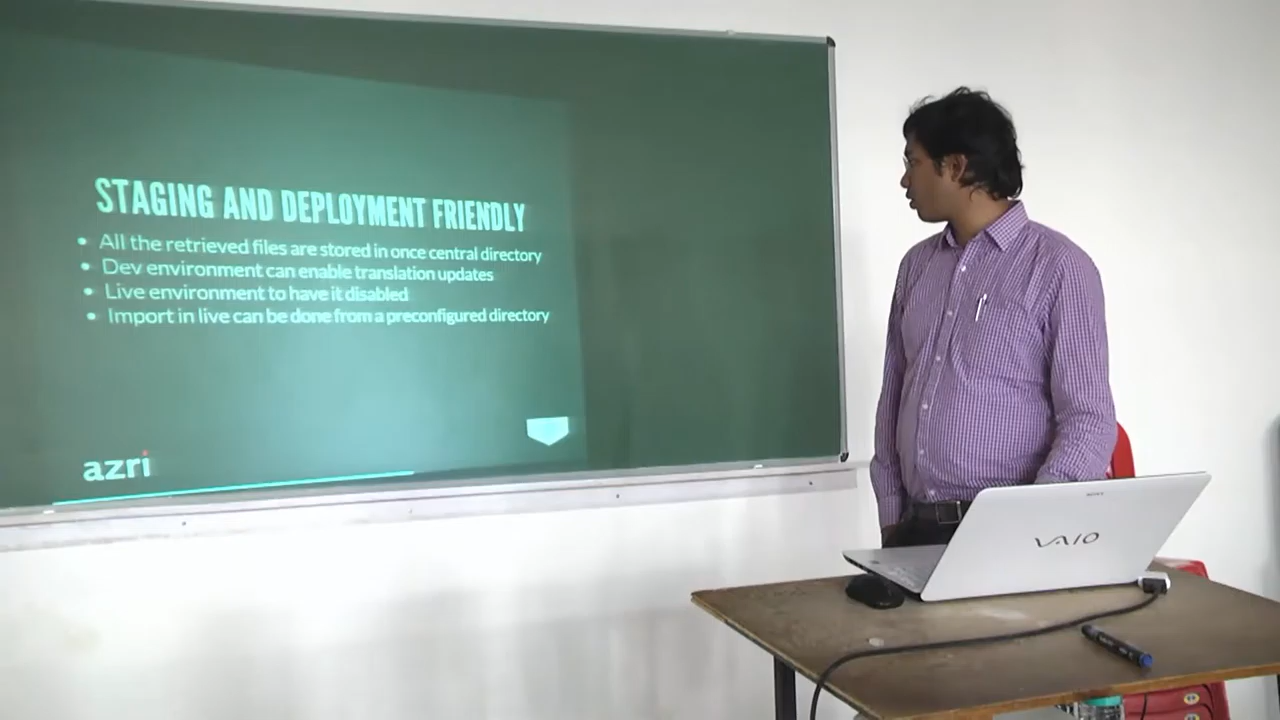 STAGING AND DEPLOYMENT FRIENDLY
• All the retrieved files are stored in once central directory
• Dev environment can enable translation updates
• Live environment to have it disabled
• Import in live can be done from a preconfigured directory
azri
SONY
VAIO